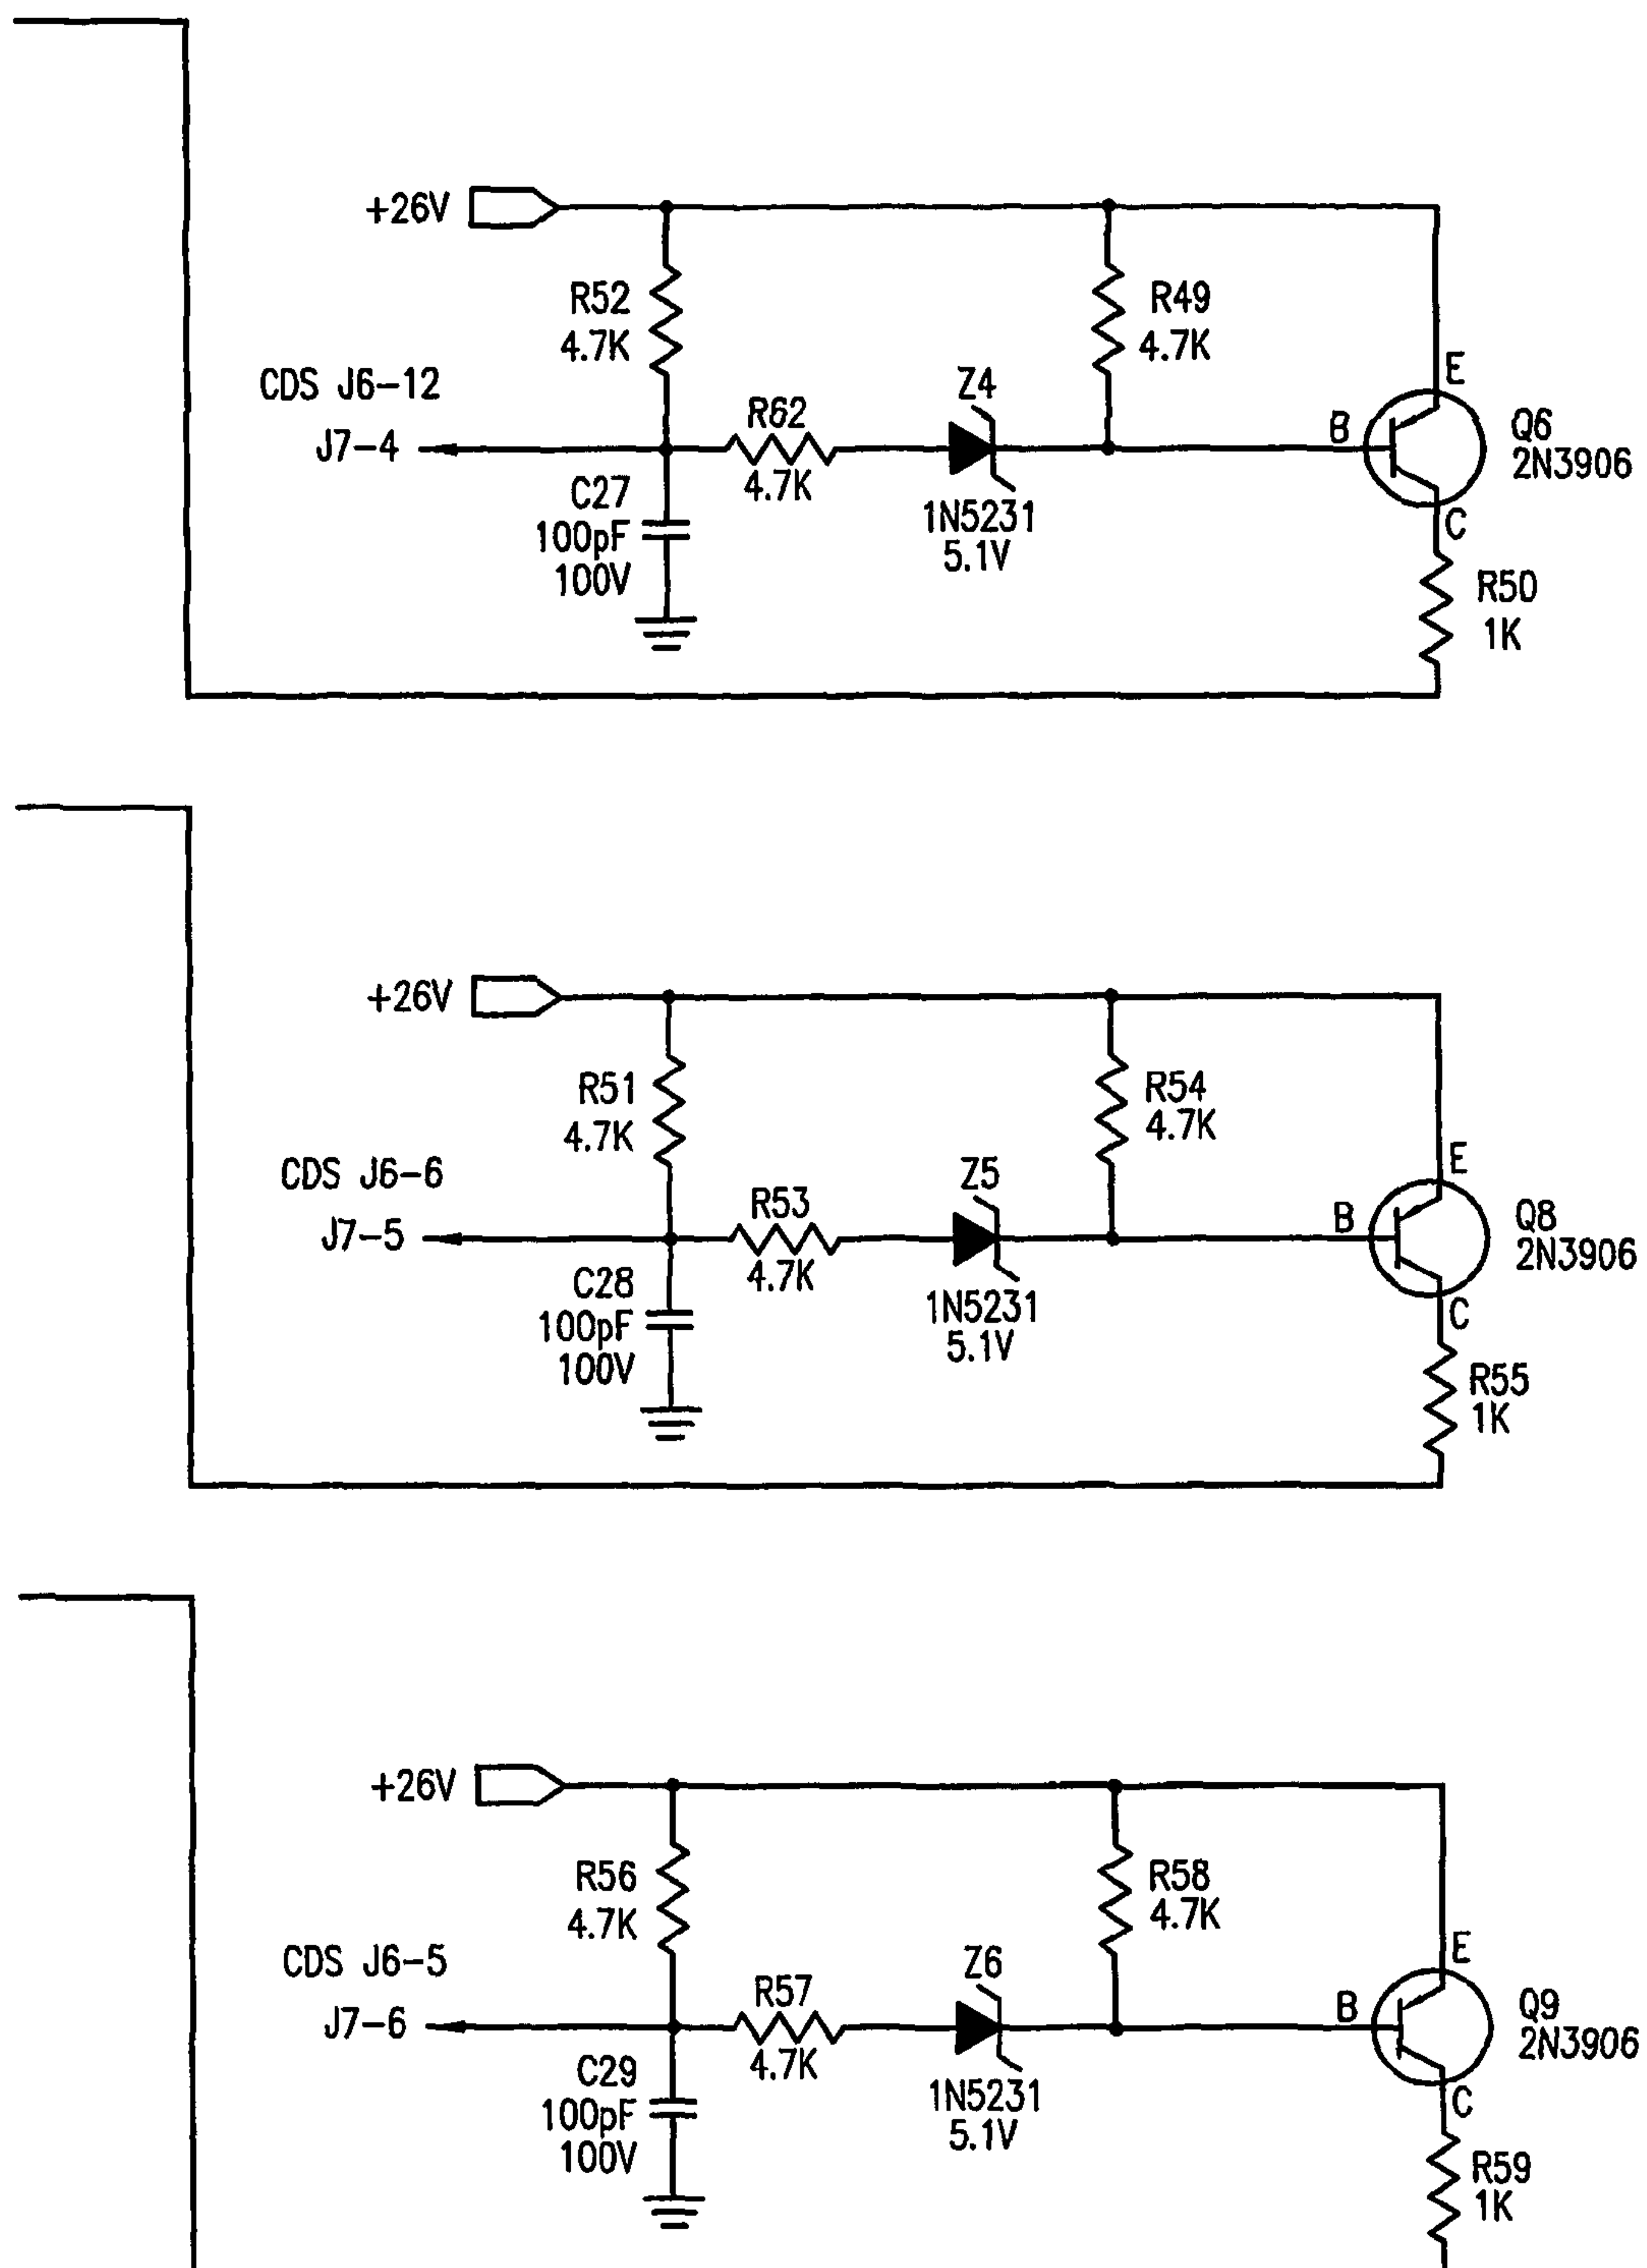 +26V
R52
4.7K
R49
4.7K
CDS J6-12
J7-4
R62
4.7K
Z4
1N5231
5.1V
E
B
C
Q6
2N3906
C27
100pF
100V
R50
1K
+26V
R51
4.7K
R54
4.7K
CDS J6-6
J7-5
R53
4.7K
Z5
1N5231
5.1V
E
B
C
Q8
2N3906
C28
100pF
100V
R55
1K
+26V
R56
4.7K
R58
4.7K
CDS J6-5
J7-6
R57
4.7K
Z6
1N5231
5.1V
E
B
C
Q9
2N3906
C29
100pF
100V
R59
1K